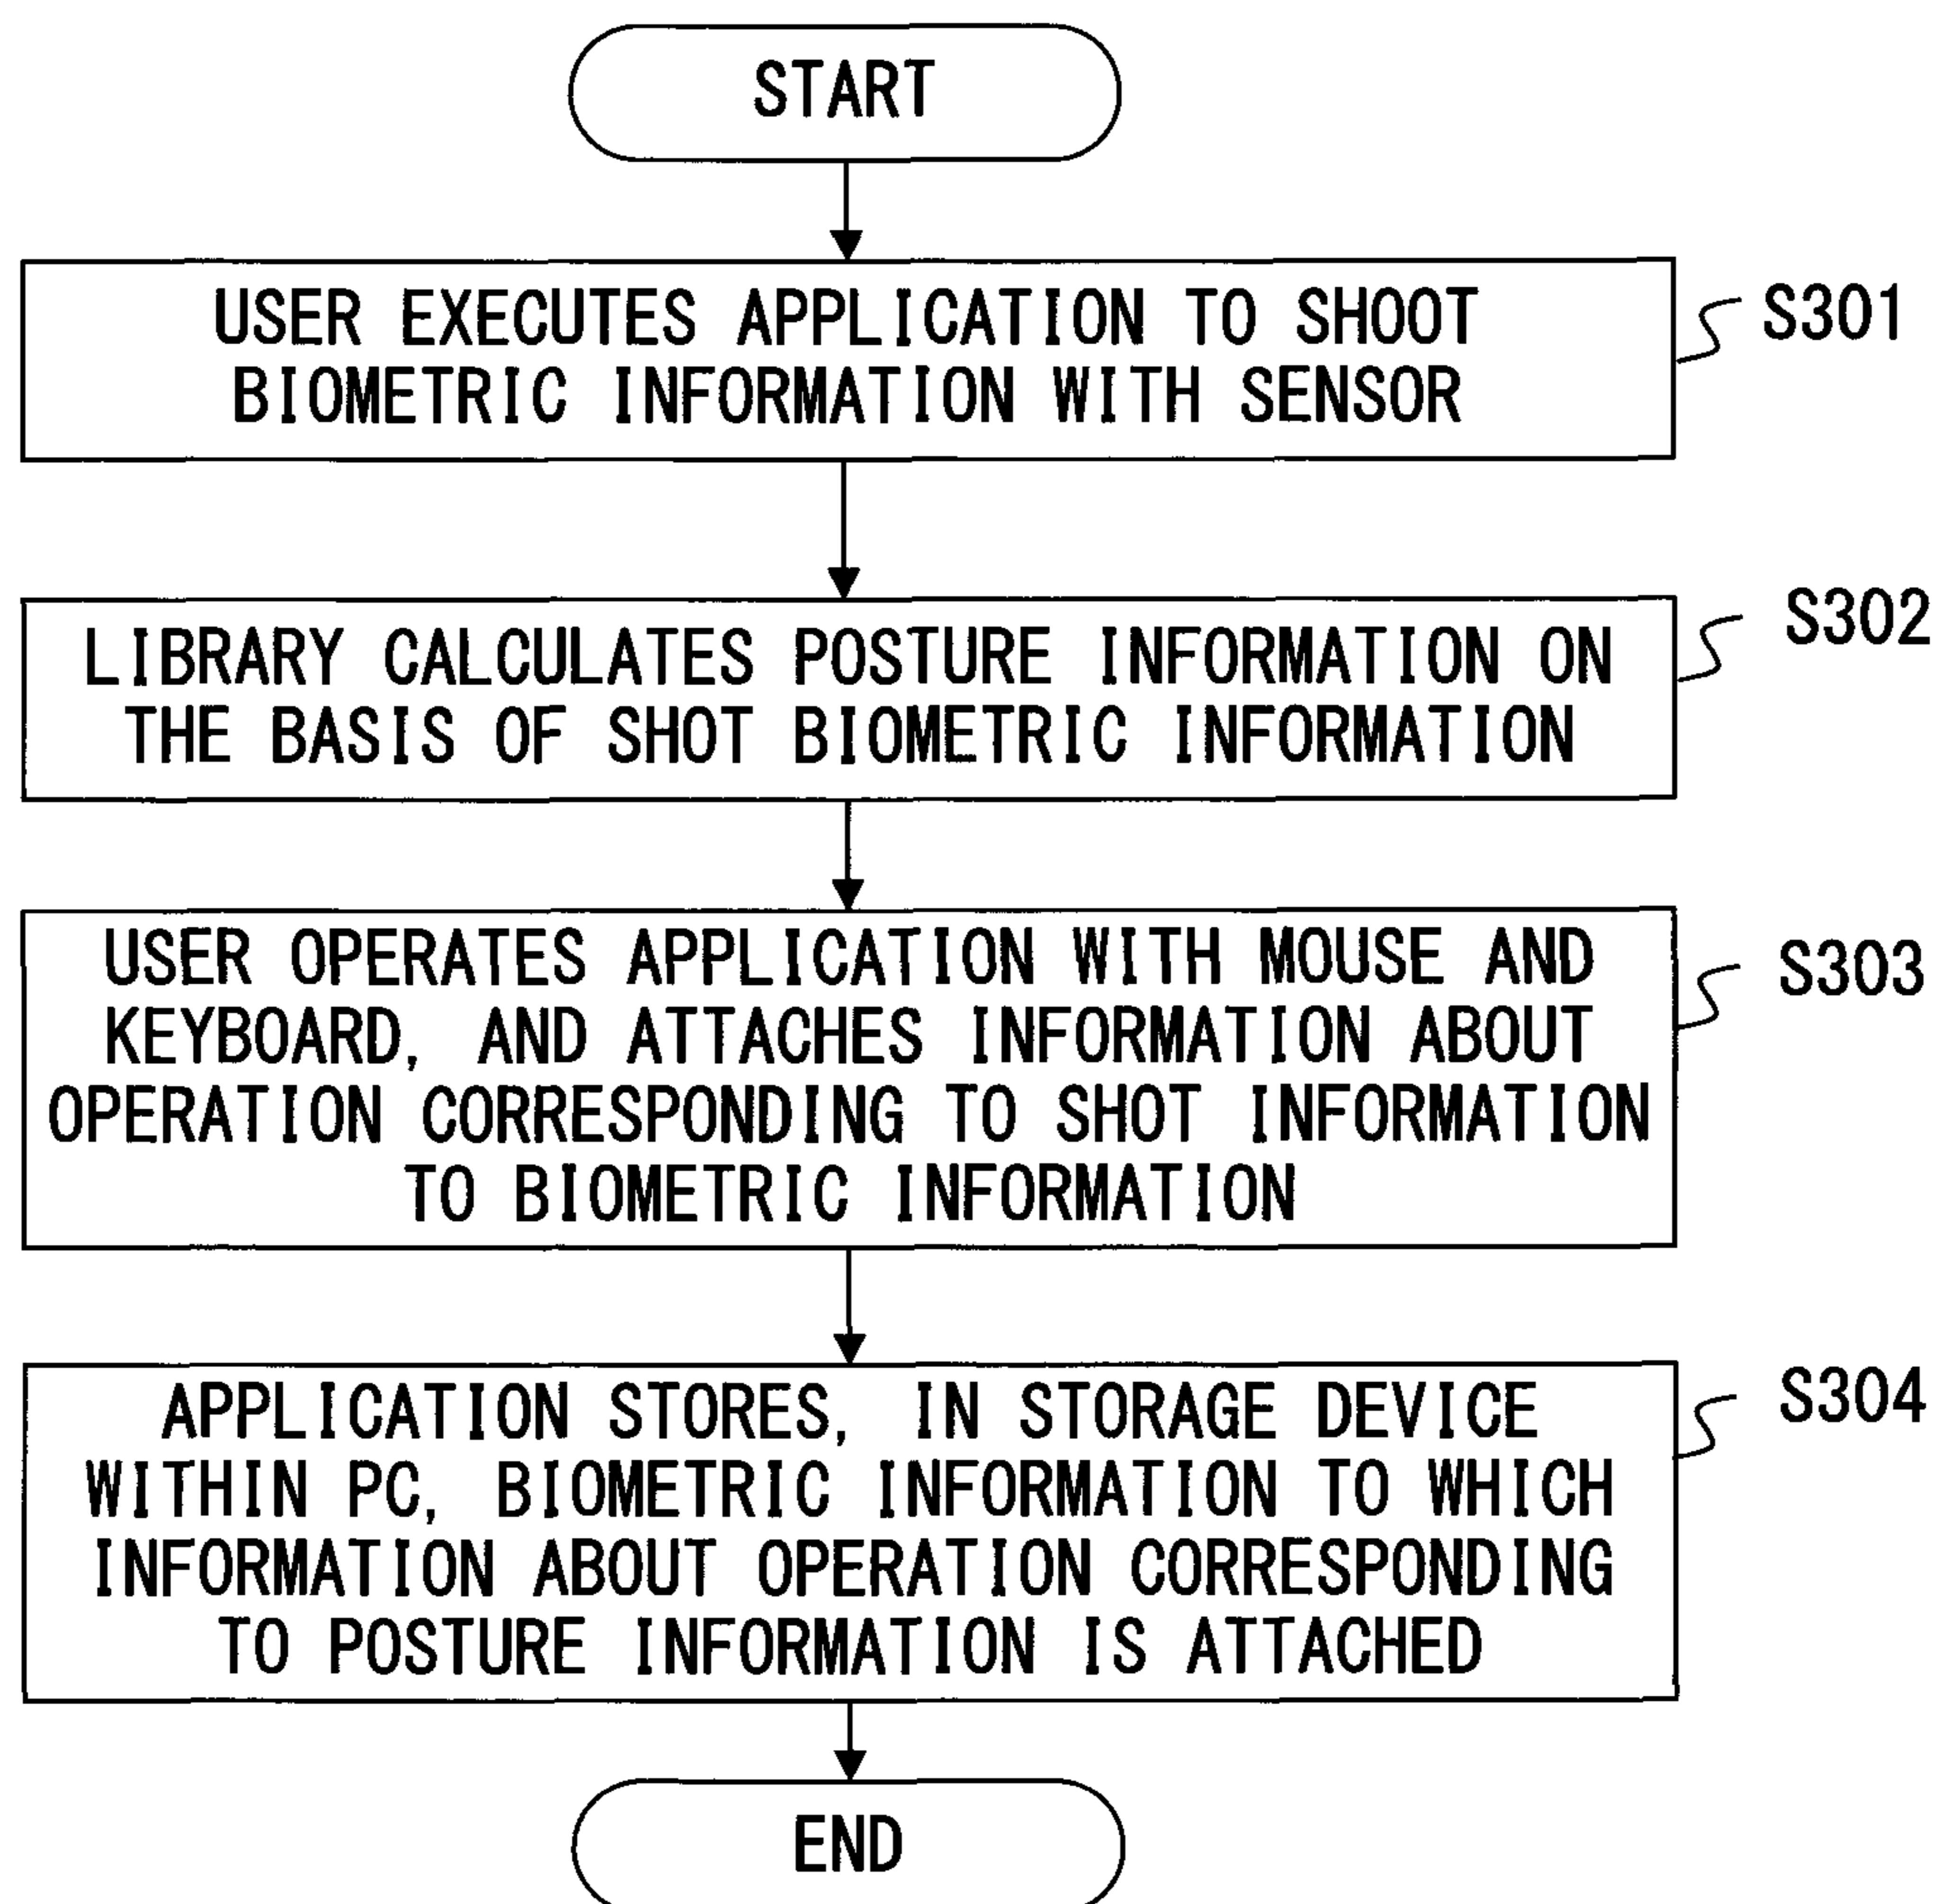 START
USER EXECUTES APPLICATION TO SHOOT
BIOMETRIC INFORMATION WITH SENSOR
S301
LIBRARY CALCULATES POSTURE INFORMATION ON
THE BASIS OF SHOT BIOMETRIC INFORMATION
S302
USER OPERATES APPLICATION WITH MOUSE AND
KEYBOARD, AND ATTACHES INFORMATION ABOUT
OPERATION CORRESPONDING TO SHOT INFORMATION
TO BIOMETRIC INFORMATION
S303
APPLICATION STORES, IN STORAGE DEVICE
WITHIN PC, BIOMETRIC INFORMATION TO WHICH
INFORMATION ABOUT OPERATION CORRESPONDING
TO POSTURE INFORMATION IS ATTACHED
S304
END